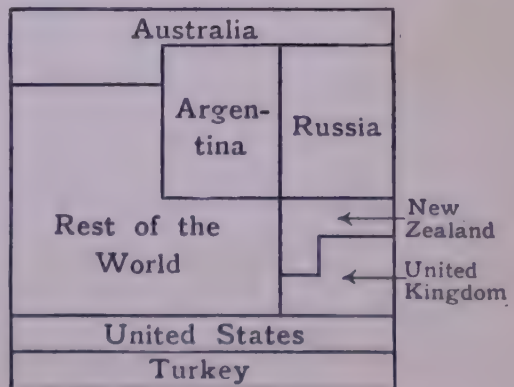 Australia
Argen-
tina
Russia
New
Zealand
Rest of the
World
United
Kingdom
United States
Turkey